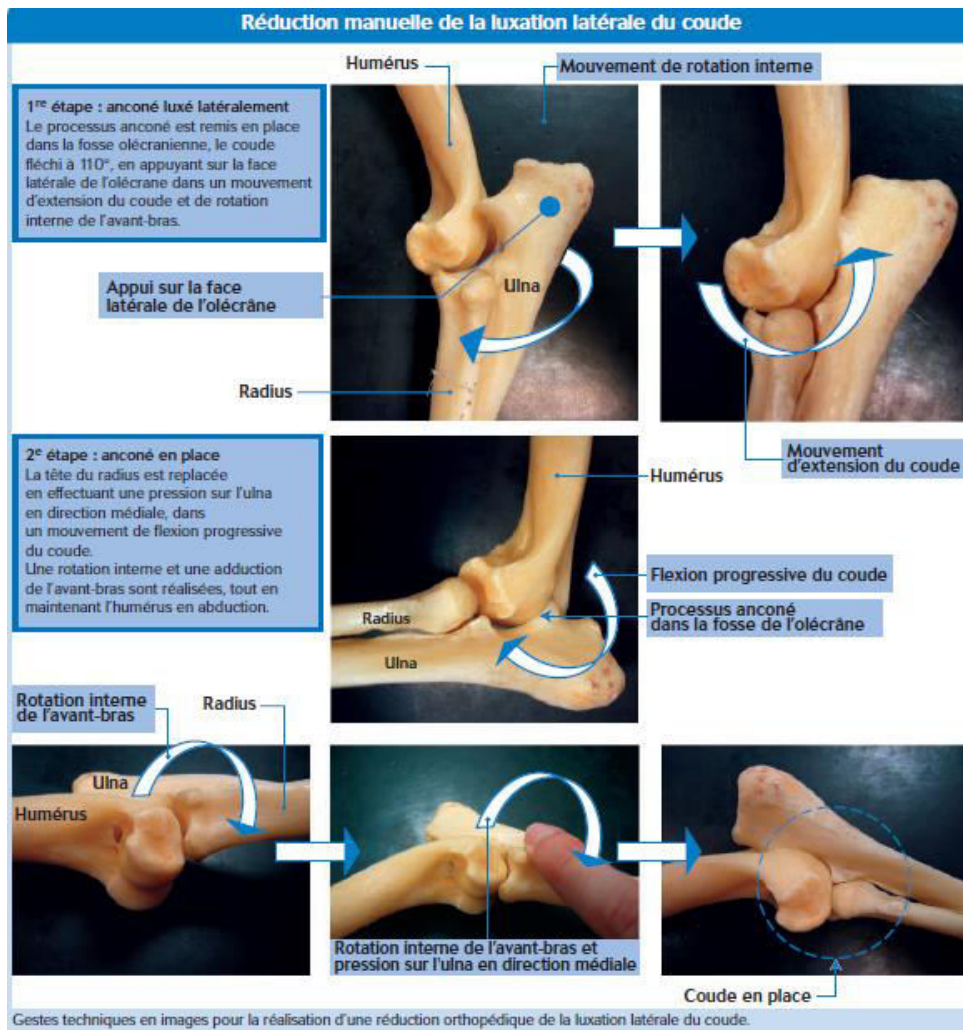 Réduction manuelle de la luxation latérale du coude
Humérus
Mouvement de rotation interne
1re étape : anconé luxé latéralement
Le processus anconé est remis en place
dans la fosse olécranienne, le coude
fléchi à 110°, en appuyant sur la face
latérale de l'olécrane dans un mouvement
d'extension du coude et de rotation
interne de l'avant-bras.
Appui sur la face
latérale de l'olécrâne
Ulna
Radius
Mouvement
d'extension du coude
2e étape : anconé en place
La tête du radius est replacée
en effectuant une pression sur l'ulna
en direction médiale, dans
un mouvement de flexion progressive
du coude.
Une rotation interne et une adduction
de l'avant-bras sont réalisées, tout en
maintenant l'humérus en abduction.
Humérus
Flexion progressive du coude
Processus anconé
dans la fosse de l'olécrâne
Radius
Ulna
Rotation interne
de l'avant-bras
Radius
Ulna
Humérus
Rotation interne de l'avant-bras et
pression sur l'ulna en direction médiale
Coude en place
Gestes techniques en images pour la réalisation d'une réduction orthopédique de la luxation latérale du coude.